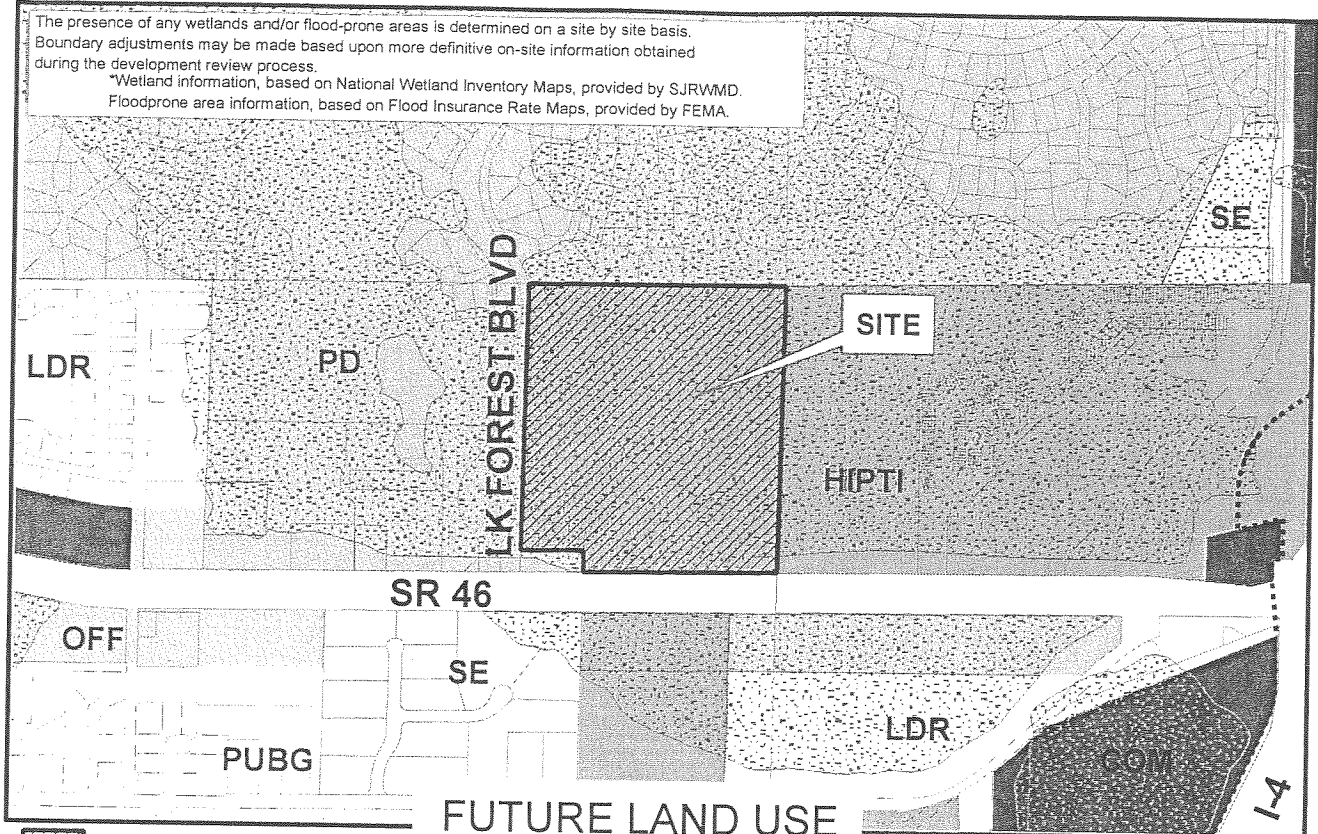 The presence of any wetlands and/or flood-prone areas is determined on a site by site basis.
Boundary adjustments may be made based upon more definitive on-site information obtained
during the development review process.
*Wetland information, based on National Wetland Inventory Maps, provided by SJRWMD.
Floodprone area information, based on Flood Insurance Rate Maps, provided by FEMA.
SE
LK FOREST BLVD
SITE
LDR
PD
HIPTI
SR 46
OFF
SE
LDR
PUBG
COM
I-4
FUTURE LAND USE